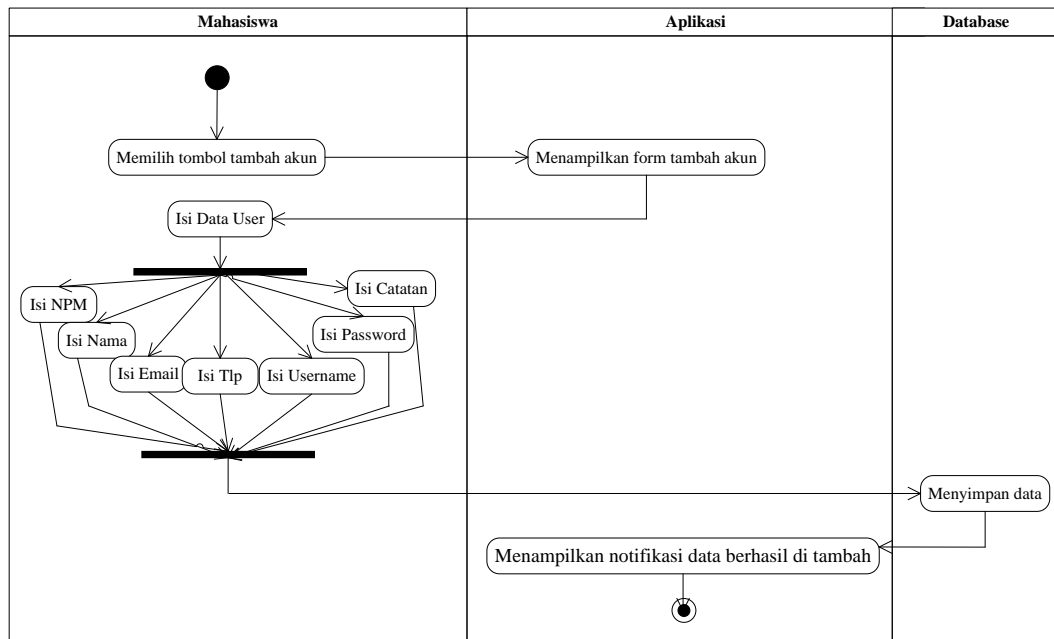 Mahasiswa
Aplikasi
Database
Memilih tombol tambah akun
Menampilkan form tambah akun
Isi Data User
Isi NPM
Isi Nama
Isi Email
Isi Tlp
Isi Username
Isi Password
Isi Catatan
Menyimpan data
Menampilkan notifikasi data berhasil di tambah